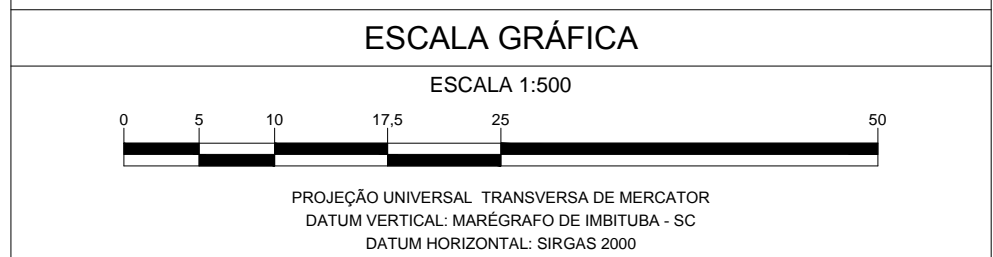 ESCALA GRÁFICA
ESCALA 1:500
0 5 10 17,5 25 50
PROJEÇÃO UNIVERSAL TRANSVERSA DE MERCATOR
DATUM VERTICAL: MARÉGRAFO DE IMBITUBA - SC
DATUM HORIZONTAL: SIRGAS 2000